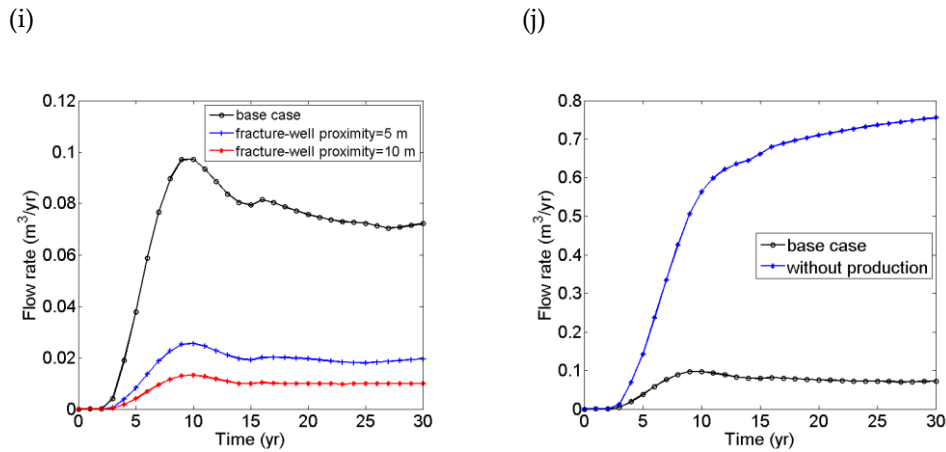 (i)
(j)
0.12
0.1
0.08
0.06
0.04
0.02
0
Flow rate (m³/yr)
base case
fracture-well proximity=5 m
fracture-well proximity=10 m
0 5 10 15 20 25 30
Time (yr)
0.8
0.7
0.6
0.5
0.4
0.3
0.2
0.1
0
Flow rate (m³/yr)
base case
without production
0 5 10 15 20 25 30
Time (yr)